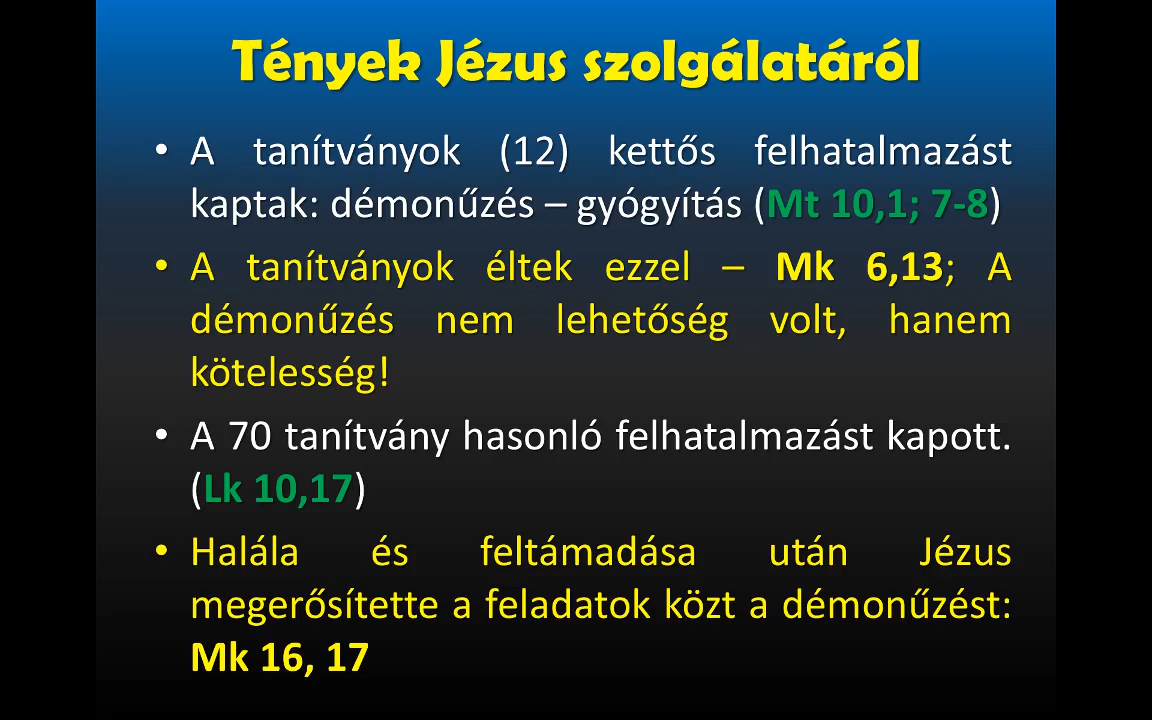 Tények Jézus szolgálatáról
• A tanítványok (12) kettős felhatalmazást
kaptak: démonűzés – gyógyítás (Mt 10,1; 7-8)
• A tanítványok éltek ezzel – Mk 6,13; A
démonűzés nem lehetőség volt, hanem
kötelesség!
• A 70 tanítvány hasonló felhatalmazást kapott.
(Lk 10,17)
• Halála és feltámadása után Jézus
megerősítette a feladatok közt a démonűzést:
Mk 16, 17